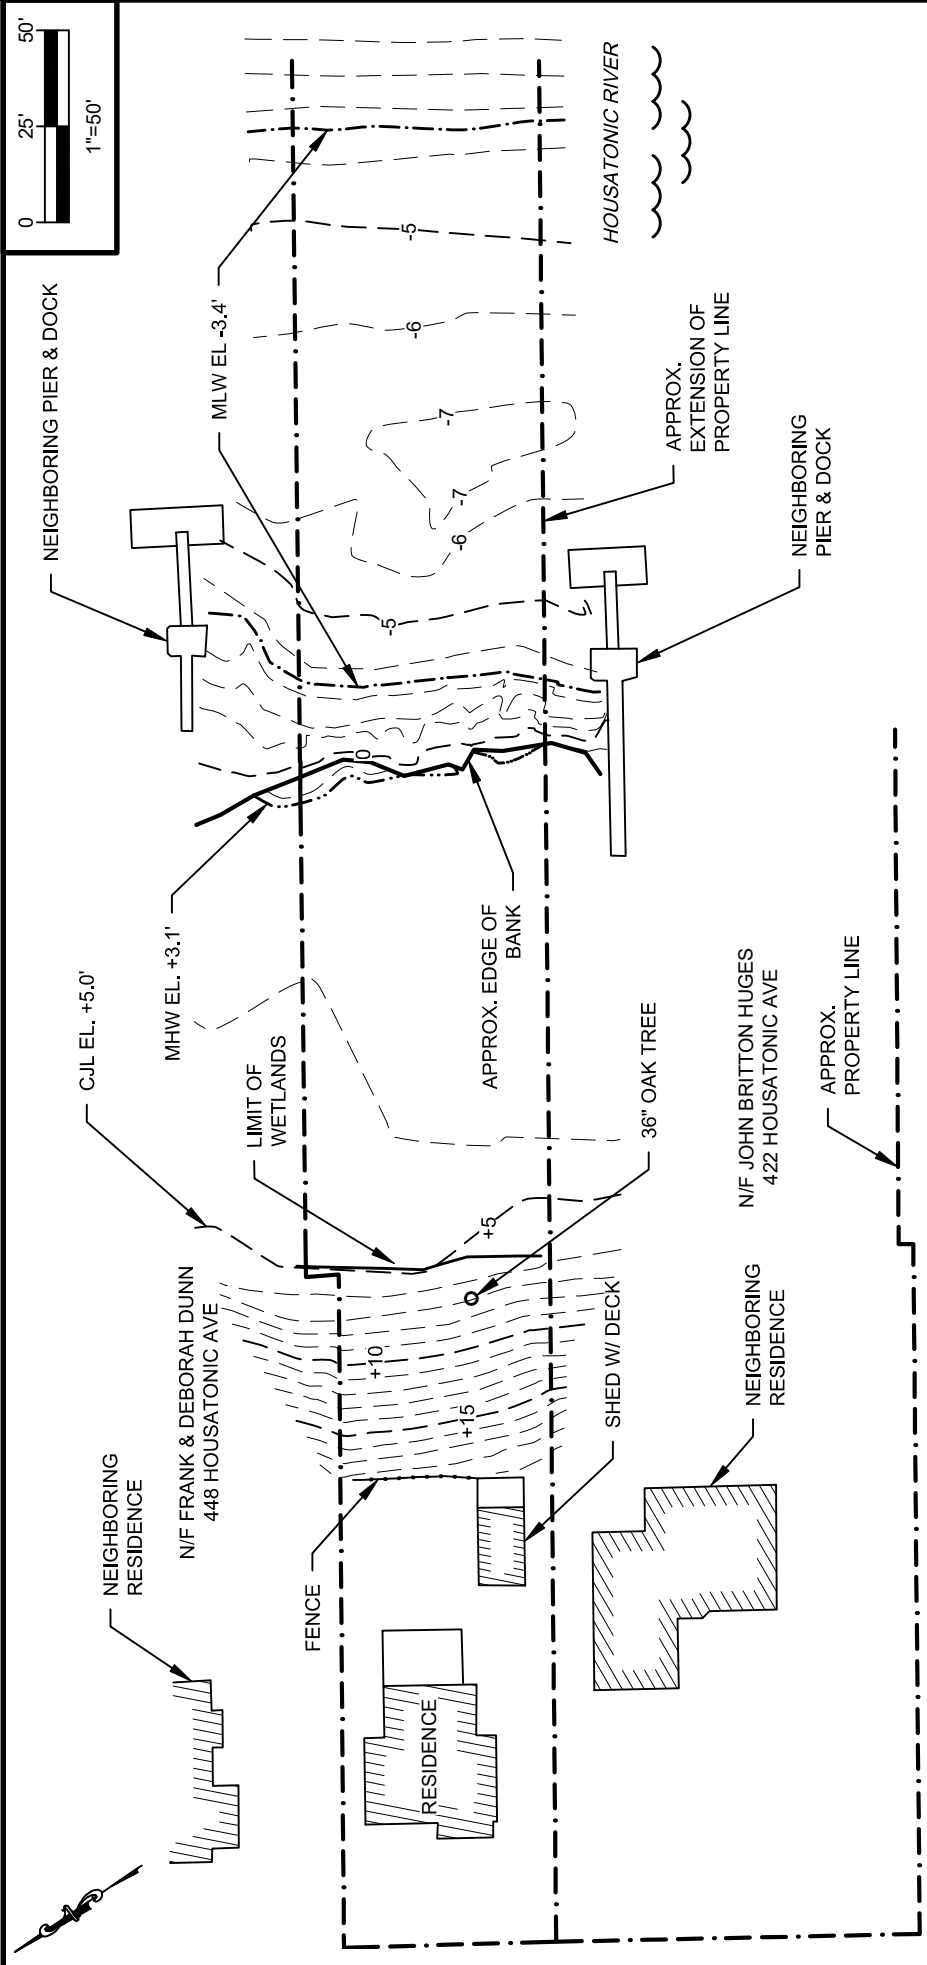 0
25'
50'
1"=50'
NEIGHBORING PIER & DOCK
MLW EL -3.4'
HOUSATONIC RIVER
-5
-6
-7
-7
-6
-5
0
APPROX.
EXTENSION OF
PROPERTY LINE
NEIGHBORING
PIER & DOCK
CJL EL. +5.0'
MHW EL. +3.1'
LIMIT OF
WETLANDS
APPROX. EDGE OF
BANK
36" OAK TREE
N/F JOHN BRITTON HUGES
422 HOUSATONIC AVE
APPROX.
PROPERTY LINE
+5
+10
+15
NEIGHBORING
RESIDENCE
N/F FRANK & DEBORAH DUNN
448 HOUSATONIC AVE
FENCE
SHED W/ DECK
NEIGHBORING
RESIDENCE
RESIDENCE